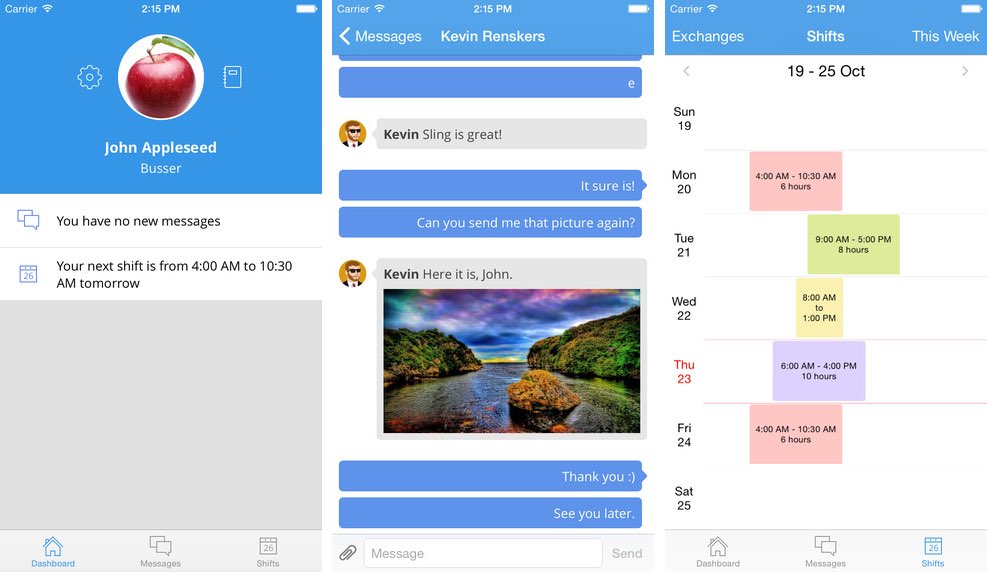 Carrier 2:15 PM
John Appleseed
Busser
You have no new messages
26
Your next shift is from 4:00 AM to 10:30
AM tomorrow
Dashboard
Messages
26
Shifts
Carrier 2:15 PM
Messages
Kevin Renskers
e
Kevin Sling is great!
It sure is!
Can you send me that picture again?
Kevin Here it is, John.
Thank you :)
See you later.
Message
Send
Carrier 2:15 PM
Exchanges
Shifts
This Week
19 - 25 Oct
Sun
19
Mon
20
4:00 AM - 10:30 AM
6 hours
Tue
21
9:00 AM - 5:00 PM
8 hours
Wed
22
8:00 AM
to
1:00 PM
Thu
23
6:00 AM - 4:00 PM
10 hours
Fri
24
4:00 AM - 10:30 AM
6 hours
Sat
25
Dashboard
Messages
26
Shifts